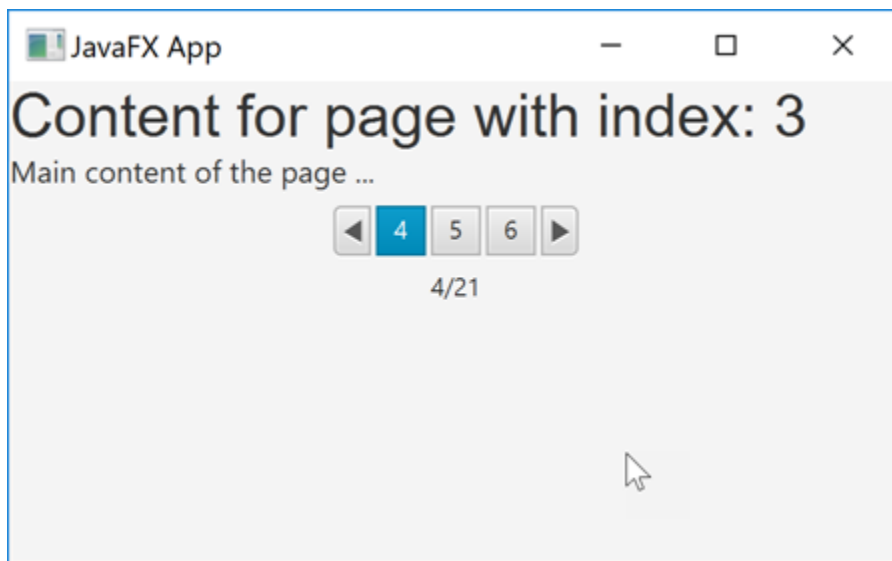 JavaFX App
Content for page with index: 3
Main content of the page ...
4 5 6
4/21